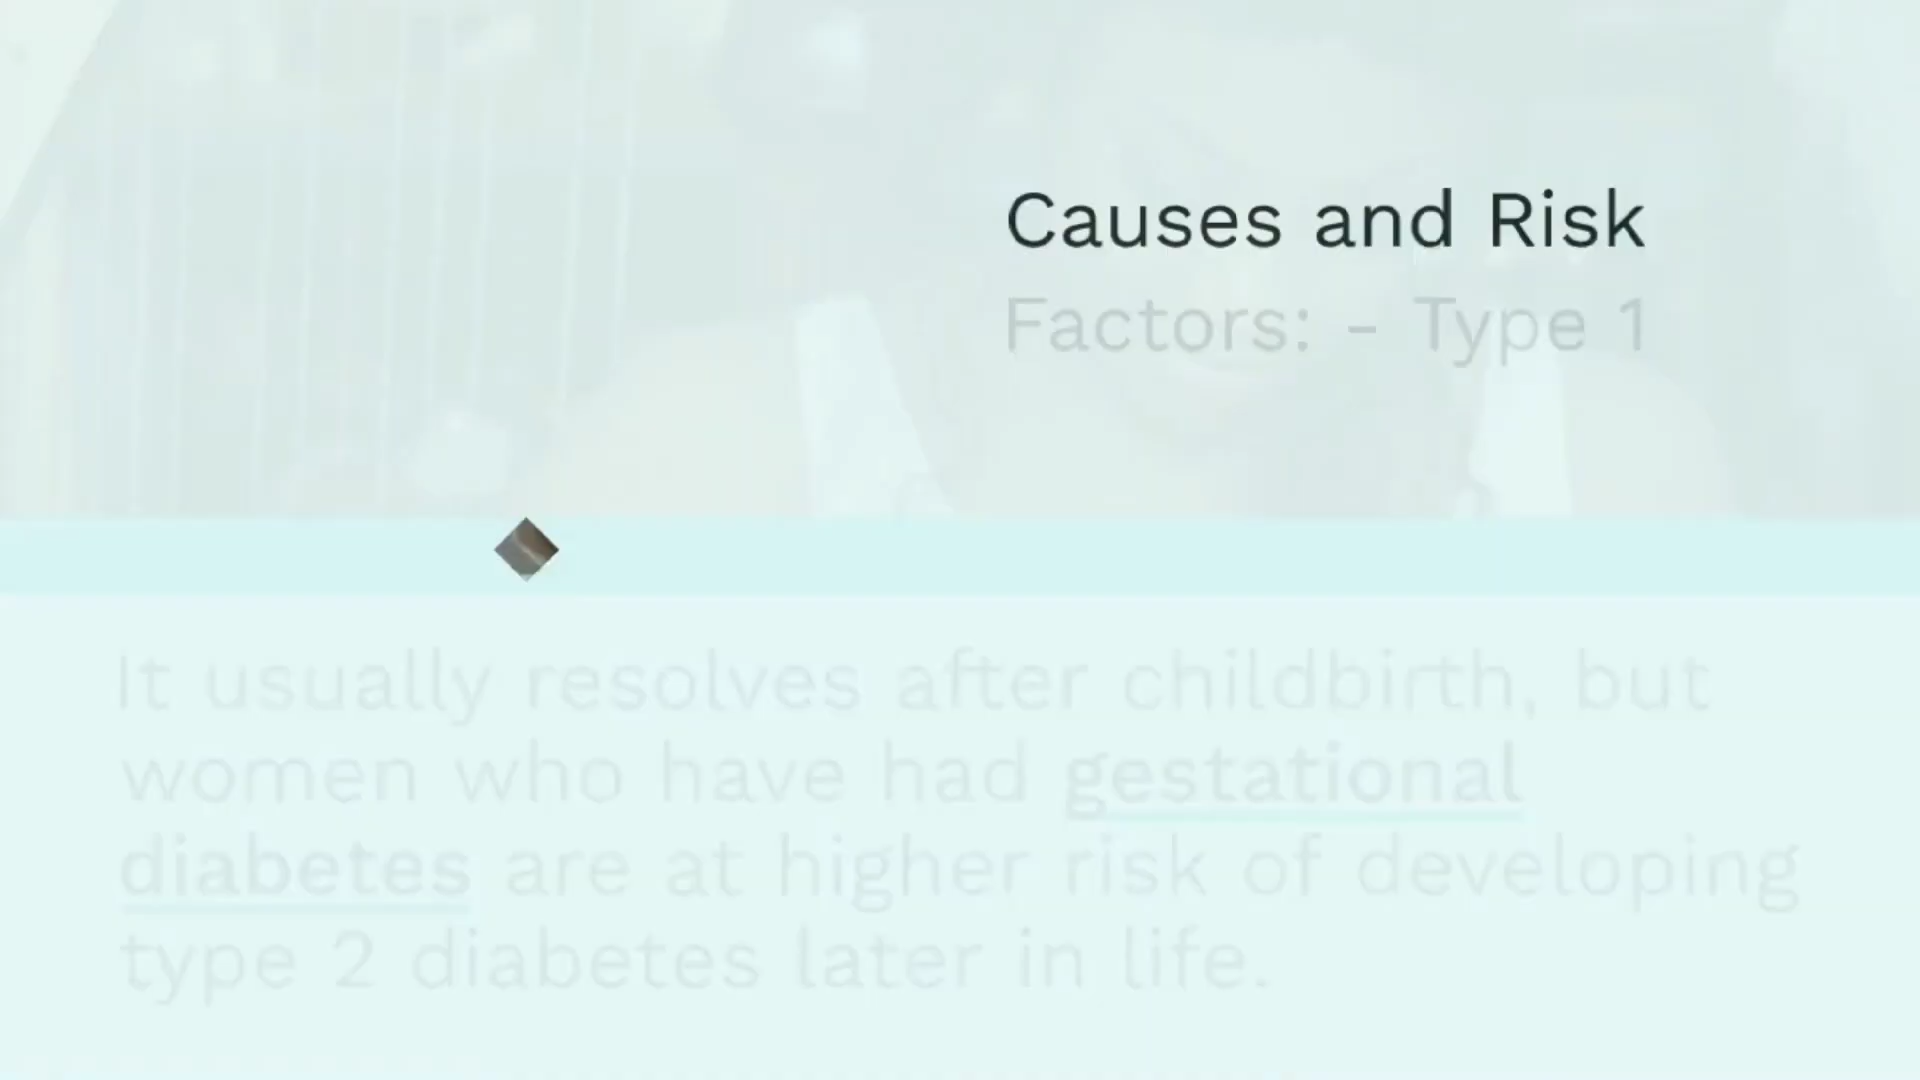 Causes and Risk
Factors: - Type 1
It usually resolves after childbirth, but
women who have had gestational
diabetes are at higher risk of developing
type 2 diabetes later in life.